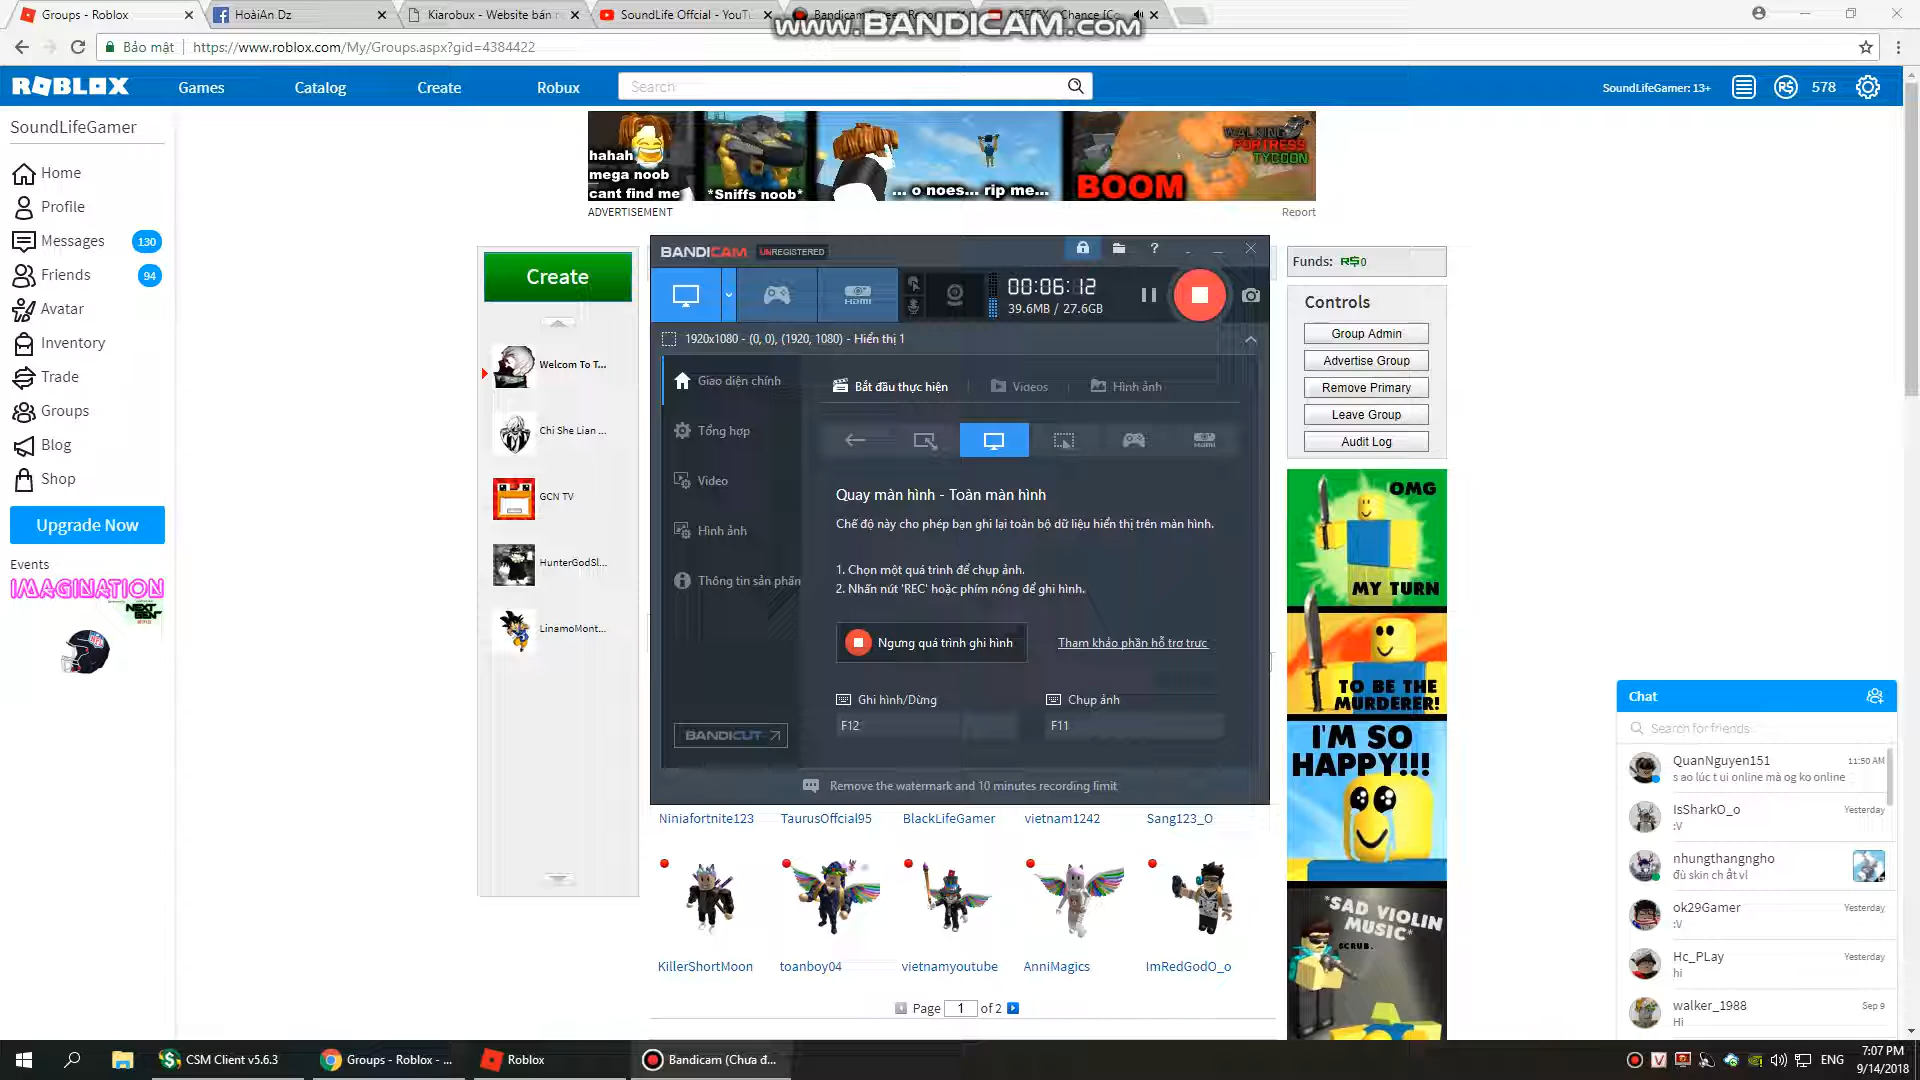 Groups - Roblox
HoàiÂn Dz
Kiarobux - Website bán r
SoundLife Offcial - YouTu
Bandicam
Chance [Co
www.BANDICAM.com
Bảo mật
https://www.roblox.com/My/Groups.aspx?gid=4384422
ROBLOX
Games
Catalog
Create
Robux
Search
SoundLifeGamer: 13+
R$
578
SoundLifeGamer
Home
Profile
Messages
130
Friends
94
Avatar
Inventory
Trade
Groups
Blog
Shop
Upgrade Now
Events
IMAGINATION
NEXT
GEN
hahah
mega noob
cant find me
*Sniffs noob*
... o noes... rip me...
BOOM
WALKING
FORTRESS
TYCOON
ADVERTISEMENT
Report
Create
Welcom To T...
Chi She Lian ...
GCN TV
HunterGodSl...
LinamoMont...
BANDICAM
UNREGISTERED
?
HDMI
00:06:12
39.6MB / 27.6GB
1920x1080 - (0, 0), (1920, 1080) - Hiển thị 1
Giao diện chính
Tổng hợp
Video
Hình ảnh
Thông tin sản phẩn
BANDICUT
Bắt đầu thực hiện
Videos
Hình ảnh
HDMI
Quay màn hình - Toàn màn hình
Chế độ này cho phép bạn ghi lại toàn bộ dữ liệu hiển thị trên màn hình.
1. Chọn một quá trình để chụp ảnh.
2. Nhấn nút 'REC' hoặc phím nóng để ghi hình.
Ngưng quá trình ghi hình
Tham khảo phần hỗ trợ trực
Ghi hình/Dừng
F12
Chụp ảnh
F11
Remove the watermark and 10 minutes recording limit
Niniafortnite123
TaurusOffcial95
BlackLifeGamer
vietnam1242
Sang123_O
KillerShortMoon
toanboy04
vietnamyoutube
AnniMagics
ImRedGodO_o
Page 1 of 2
Funds: R$ 0
Controls
Group Admin
Advertise Group
Remove Primary
Leave Group
Audit Log
OMG
MY TURN
TO BE THE
MURDERER!
I'M SO
HAPPY!!!
*SAD VIOLIN
MUSIC*
SCRUB.
Chat
Search for friends
QuanNguyen151
11:50 AM
s ao lúc t ui online mà og ko online
IsSharkO_o
Yesterday
:V
nhungthangngho
đù skin ch ất vl
ok29Gamer
Yesterday
:V
Hc_PLay
Yesterday
hi
walker_1988
Sep 9
Hi
CSM Client v5.6.3
Groups - Roblox - ...
Roblox
Bandicam (Chưa đ...
ENG
7:07 PM
9/14/2018